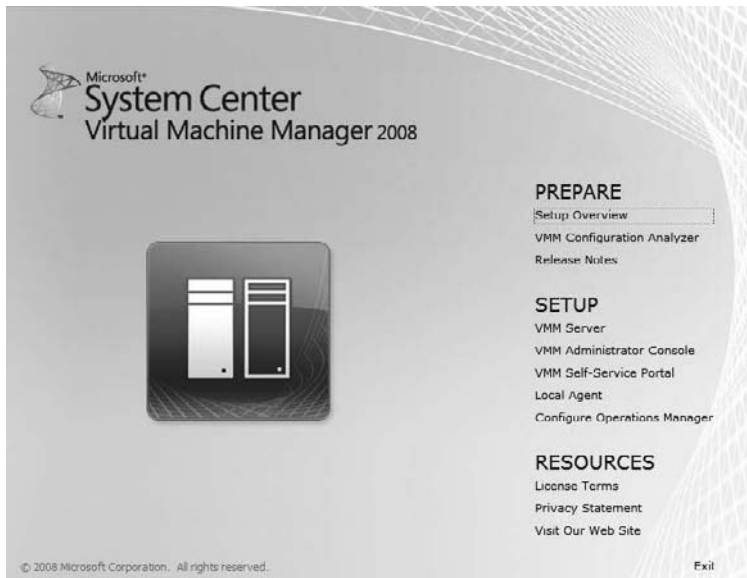 Microsoft®
System Center
Virtual Machine Manager 2008
PREPARE
Setup Overview
VMM Configuration Analyzer
Release Notes
SETUP
VMM Server
VMM Administrator Console
VMM Self-Service Portal
Local Agent
Configure Operations Manager
RESOURCES
License Terms
Privacy Statement
Visit Our Web Site
© 2008 Microsoft Corporation. All rights reserved.
Exit